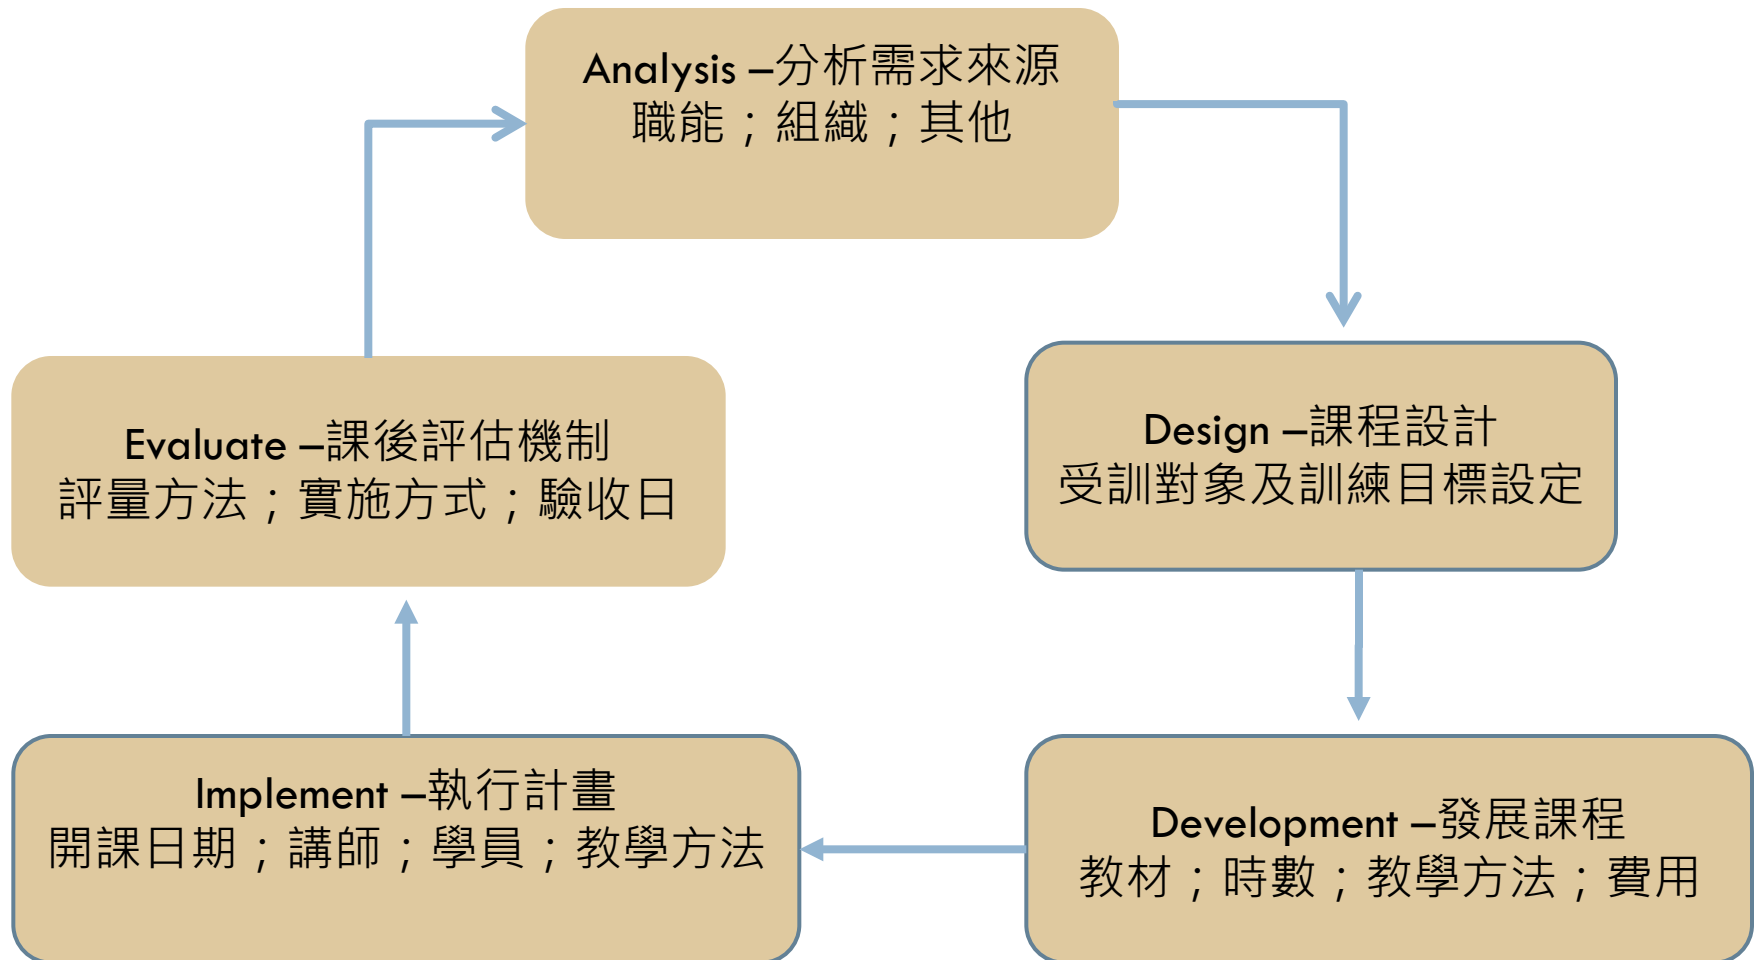 Analysis –分析需求來源
職能；組織；其他
Design –課程設計
受訓對象及訓練目標設定
Development –發展課程
教材；時數；教學方法；費用
Implement –執行計畫
開課日期；講師；學員；教學方法
Evaluate –課後評估機制
評量方法；實施方式；驗收日